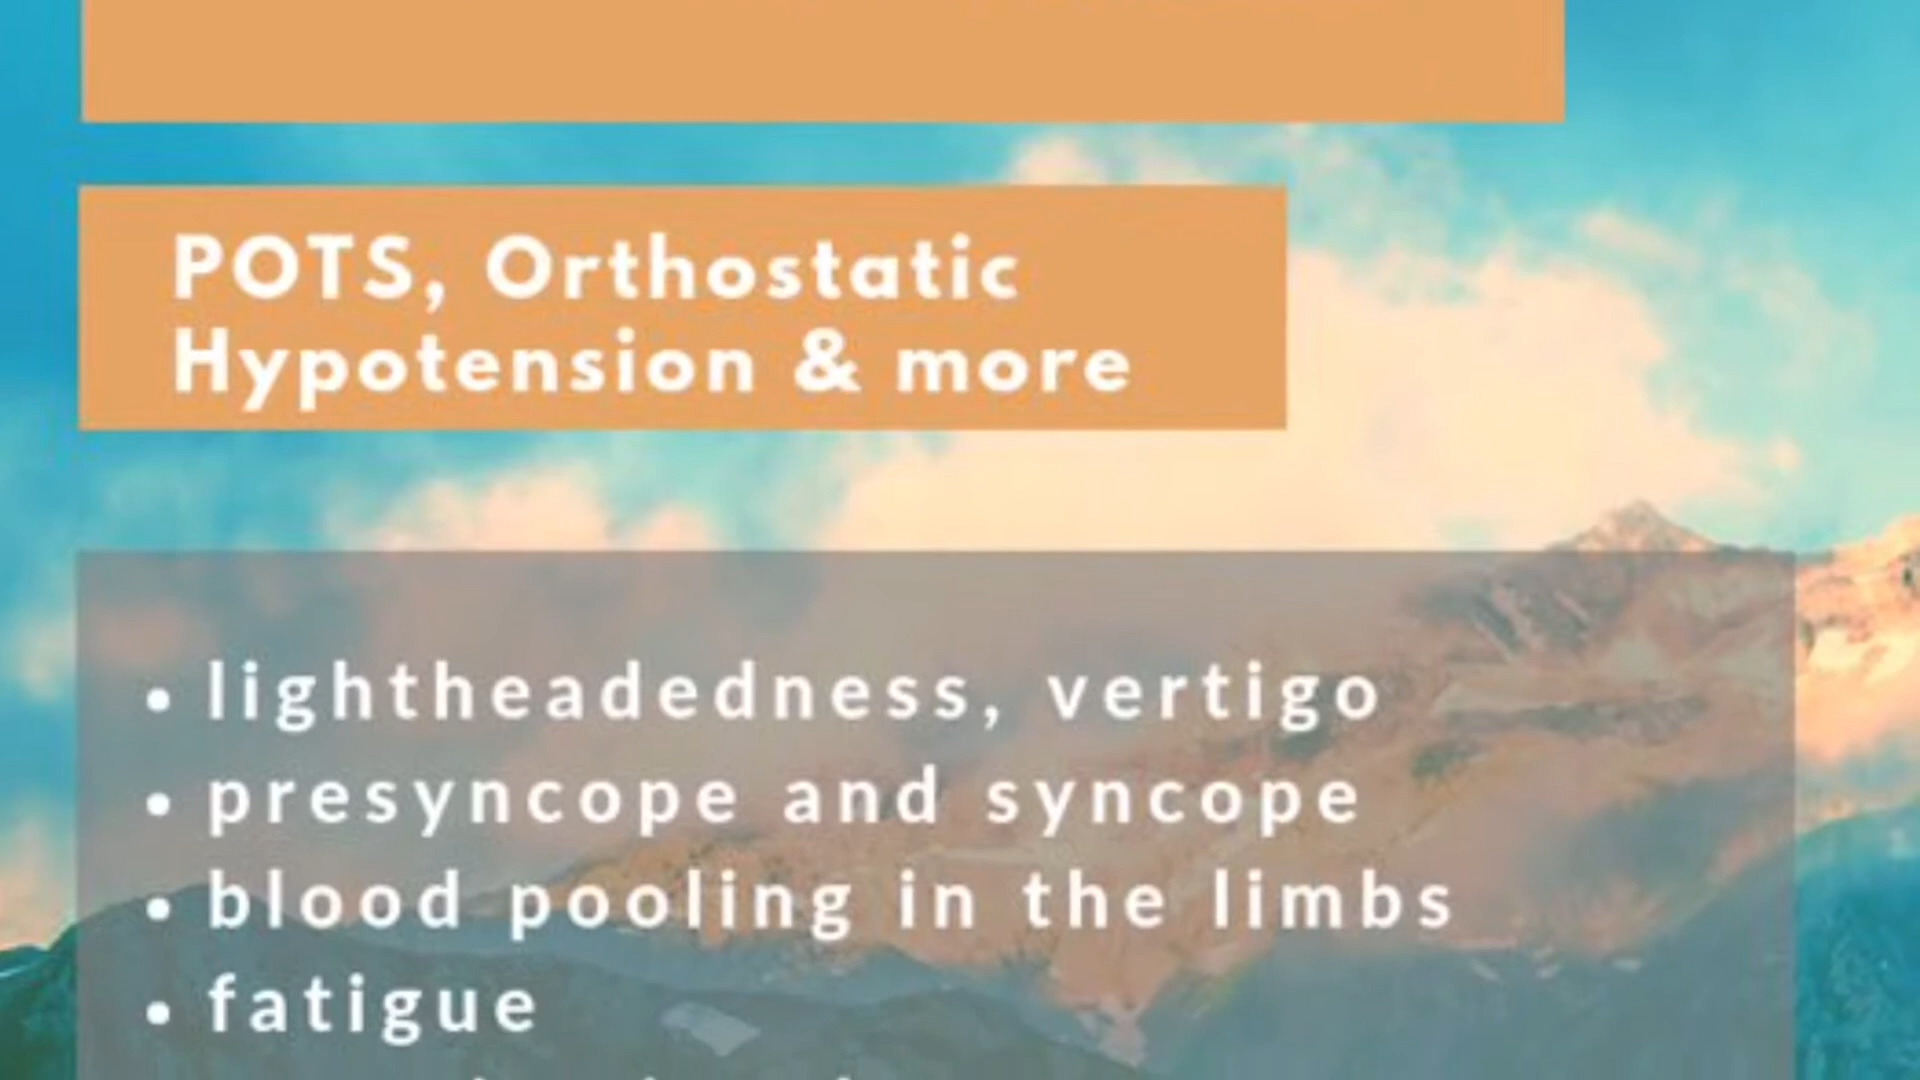 POTS, Orthostatic
Hypotension & more
• lightheadedness, vertigo
• presyncope and syncope
• blood pooling in the limbs
• fatigue